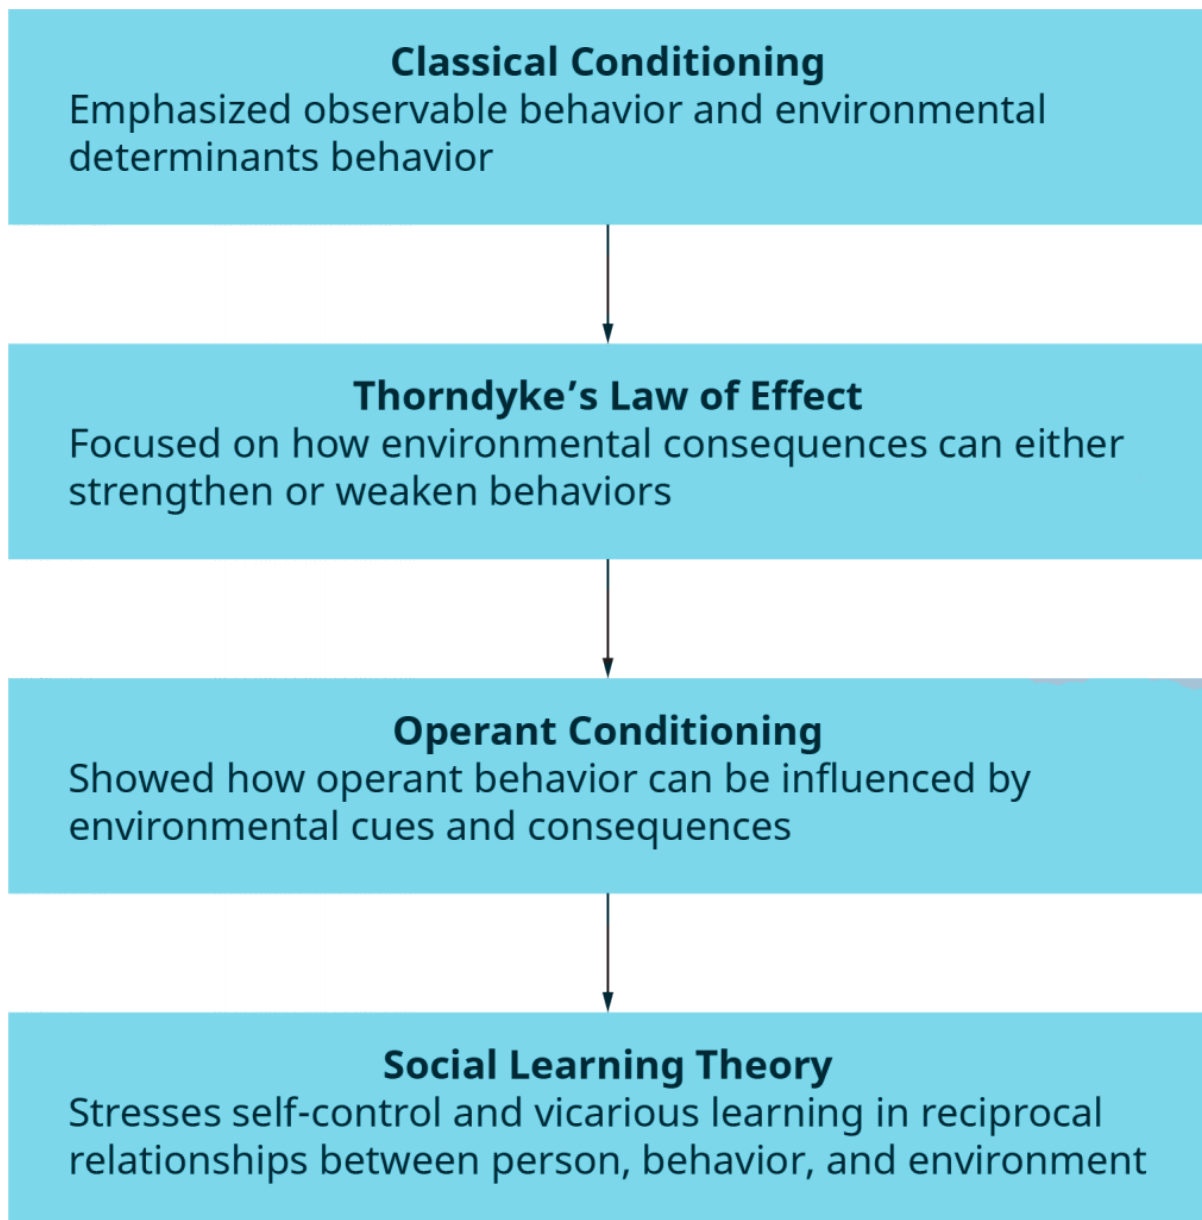 Classical Conditioning
Emphasized observable behavior and environmental
determinants behavior
Thorndyke’s Law of Effect
Focused on how environmental consequences can either
strengthen or weaken behaviors
Operant Conditioning
Showed how operant behavior can be influenced by
environmental cues and consequences
Social Learning Theory
Stresses self-control and vicarious learning in reciprocal
relationships between person, behavior, and environment